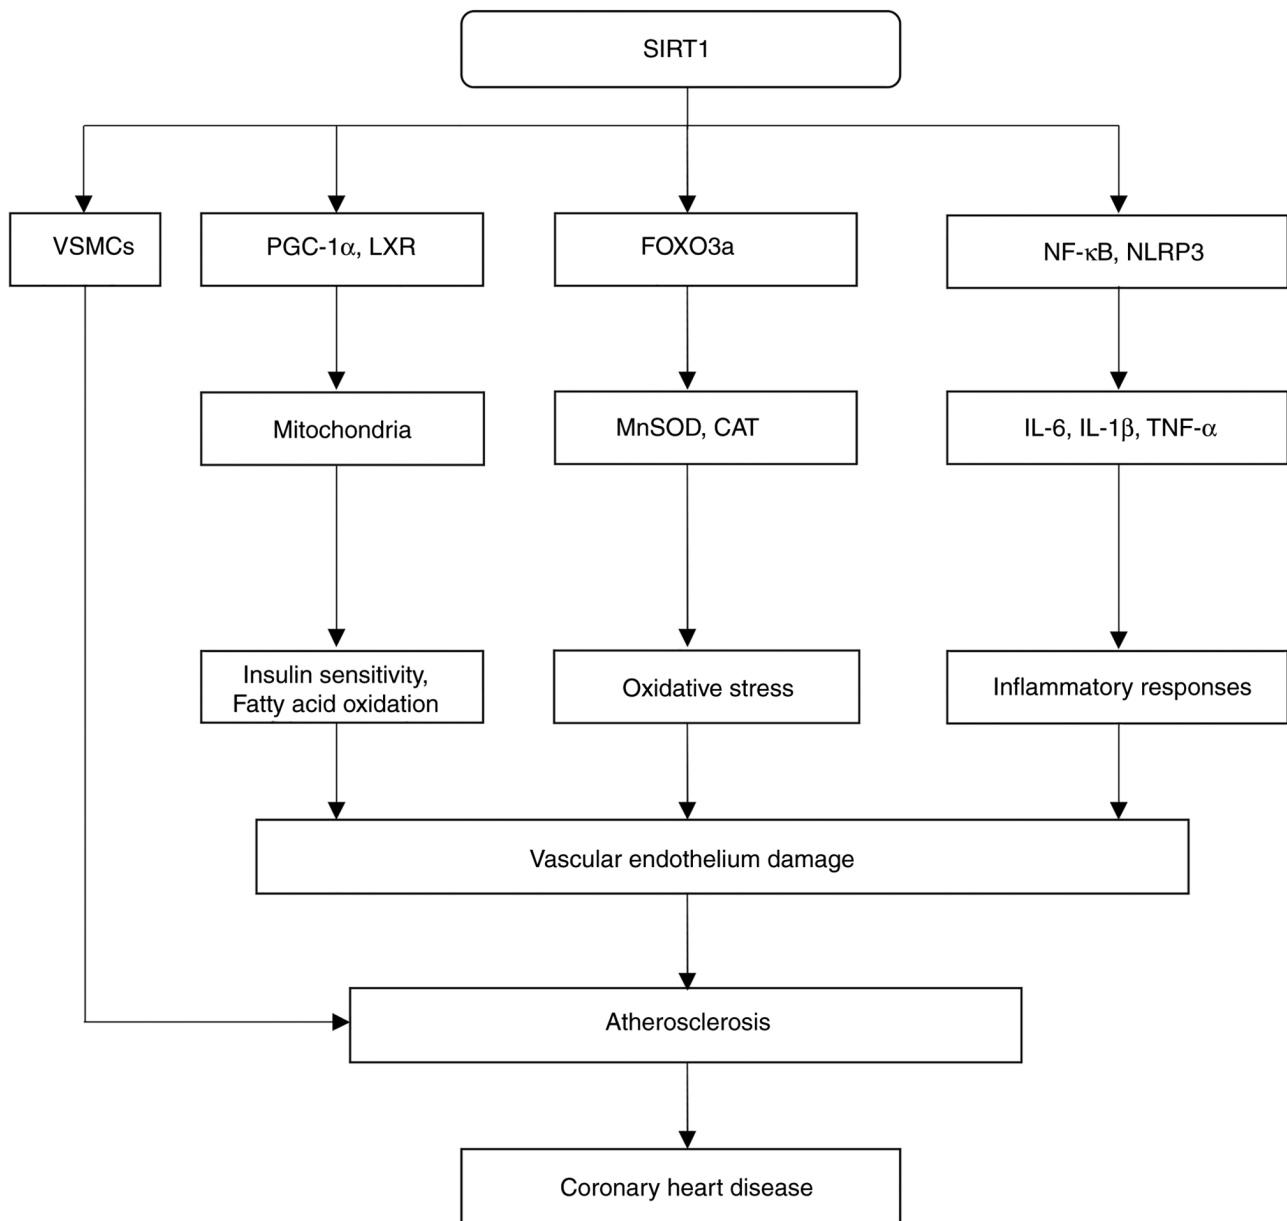 SIRT1
VSMCs
PGC-1α, LXR
FOXO3a
NF-κB, NLRP3
Mitochondria
MnSOD, CAT
IL-6, IL-1β, TNF-α
Insulin sensitivity,
Fatty acid oxidation
Oxidative stress
Inflammatory responses
Vascular endothelium damage
Atherosclerosis
Coronary heart disease